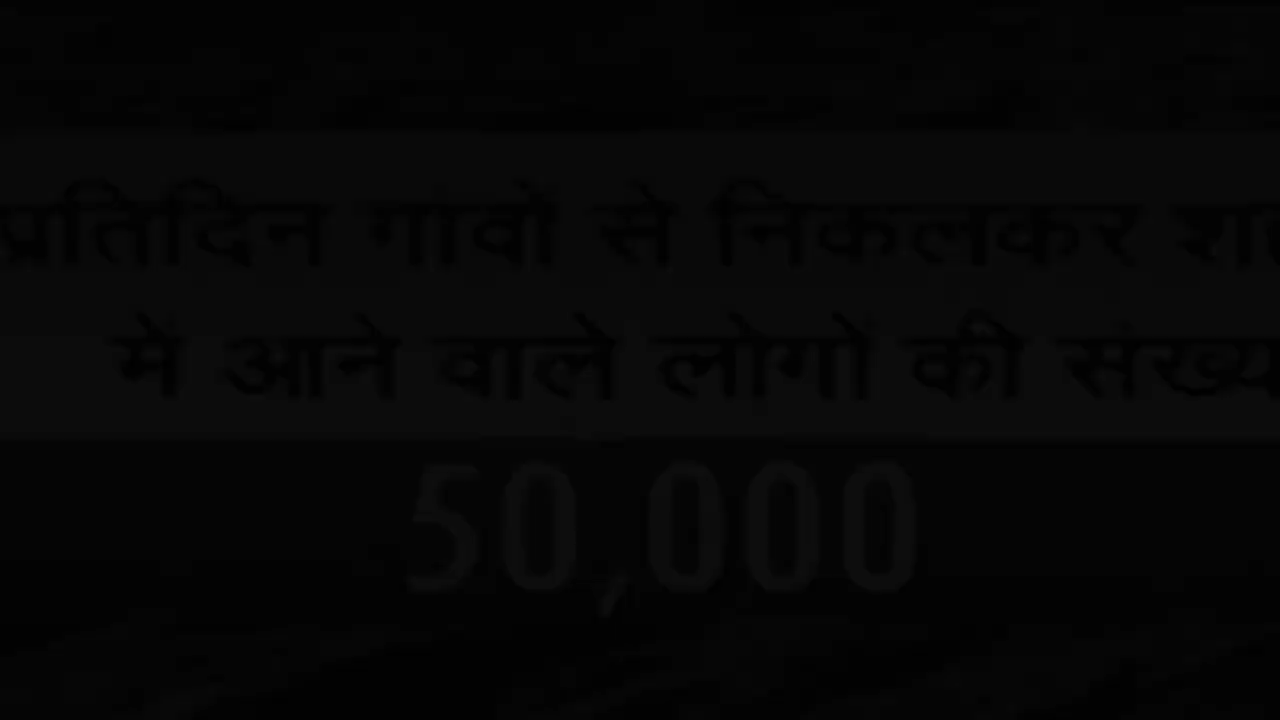 प्रतिदिन गावों से निकलकर
में आने वाले लोगों की
50,000